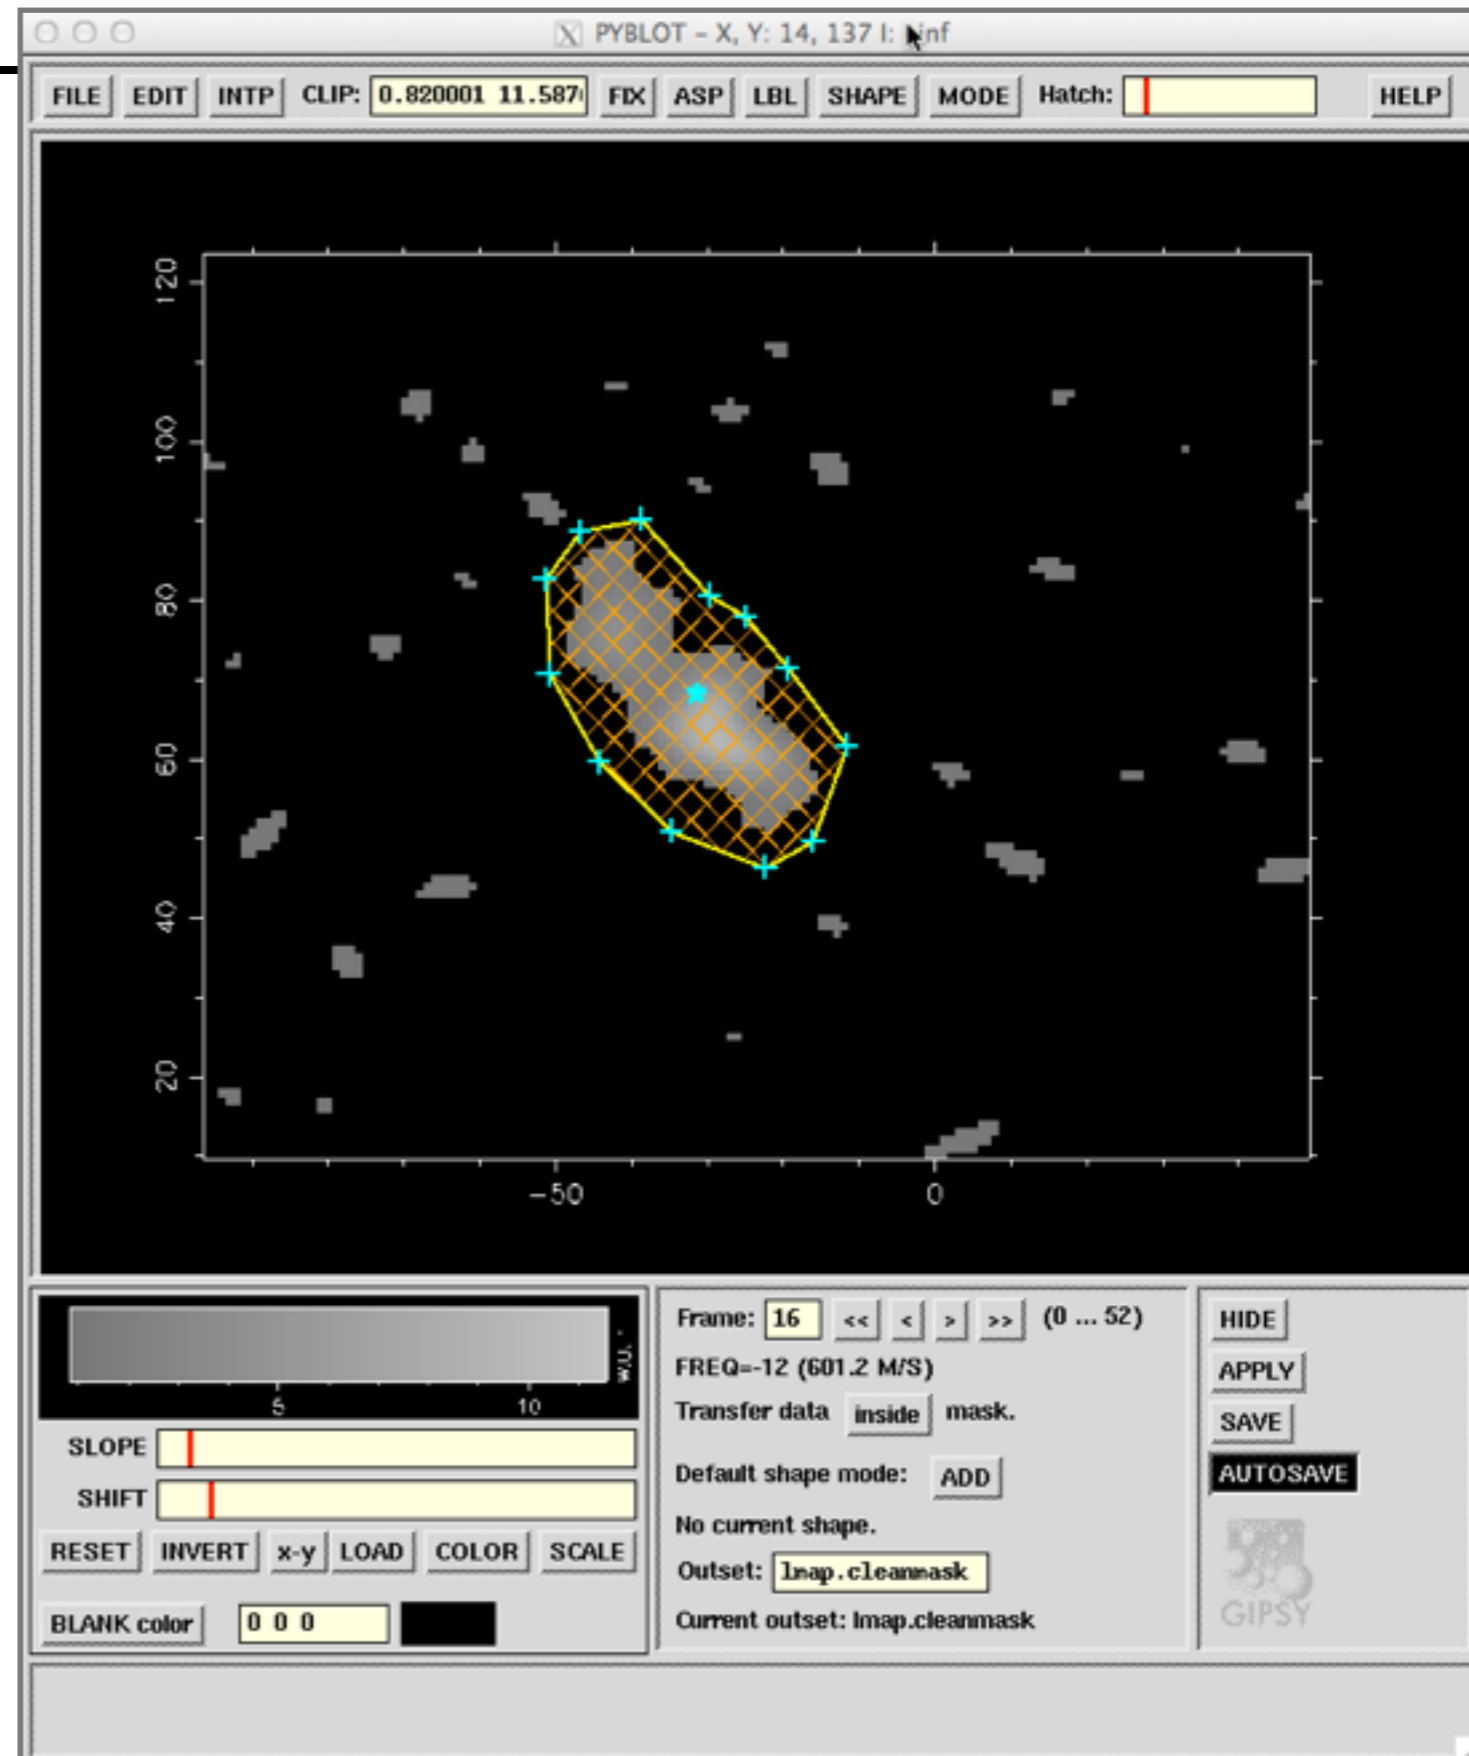 PYBLOT – X, Y: 14, 137 I: inf
FILE EDIT INTP CLIP: 0.820001 11.587 FIX ASP LBL SHAPE MODE Hatch: HELP
120
100
80
60
40
20
−50 0
w.u.
5 10
SLOPE
SHIFT
RESET INVERT x-y LOAD COLOR SCALE
BLANK color 0 0 0
Frame: 16 << < > >> (0 ... 52)
FREQ=-12 (601.2 M/S)
Transfer data inside mask.
Default shape mode: ADD
No current shape.
Outset: lmap.cleanmask
Current outset: lmap.cleanmask
HIDE
APPLY
SAVE
AUTOSAVE
GIPSY